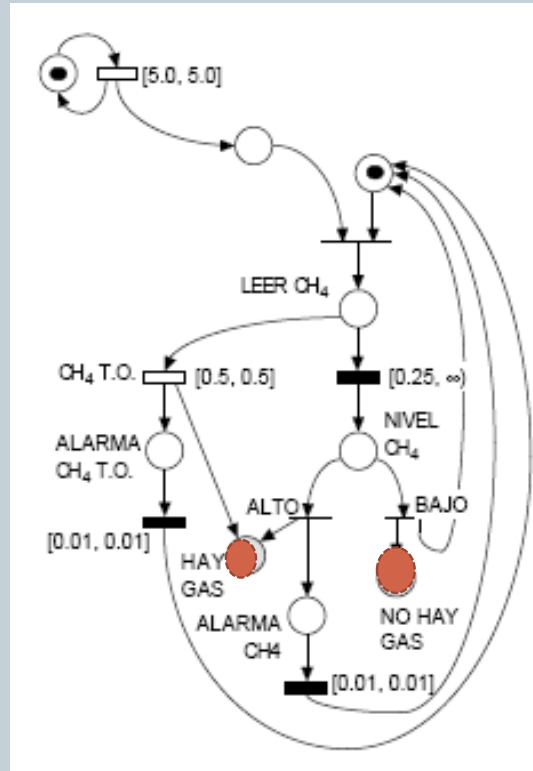 [5.0, 5.0]
LEER CH₄
CH₄ T.O.
[0.5, 0.5]
[0.25, ∞)
NIVEL
CH₄
ALARMA
CH₄ T.O.
ALTO
BAJO
[0.01, 0.01]
HAY
GAS
NO HAY
GAS
ALARMA
CH4
[0.01, 0.01]